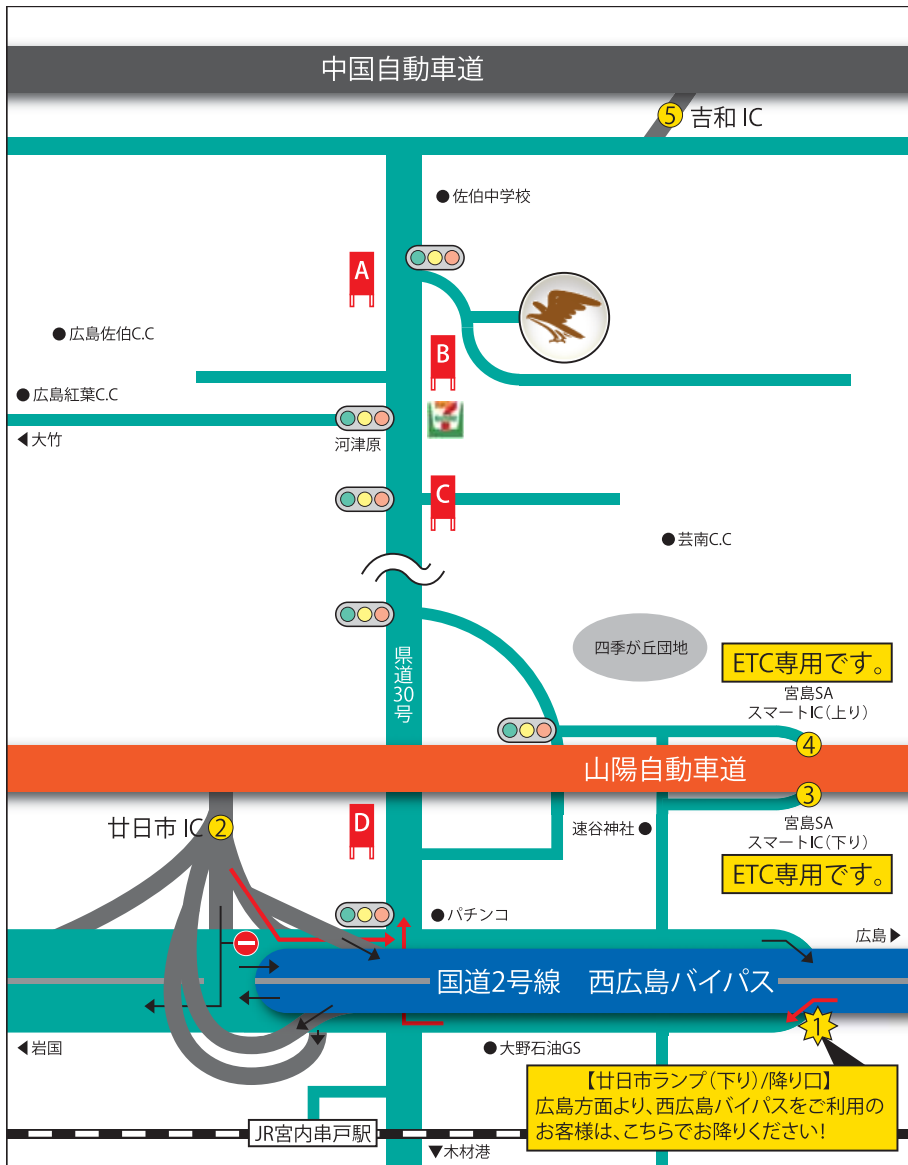 中国自動車道
5 吉和 IC
●佐伯中学校
A
●広島佐伯C.C
B
●広島紅葉C.C
7
◀大竹
河津原
C
●芸南C.C
四季が丘団地
ETC専用です。
県道30号
宮島SA
スマートIC(上り)
4
山陽自動車道
3
廿日市 IC 2
D
速谷神社●
宮島SA
スマートIC(下り)
ETC専用です。
●パチンコ
広島▶
国道2号線 西広島バイパス
1
◀岩国
●大野石油GS
【廿日市ランプ(下り)/降り口】
広島方面より、西広島バイパスをご利用の
お客様は、こちらでお降りください!
JR宮内串戸駅
▼木材港